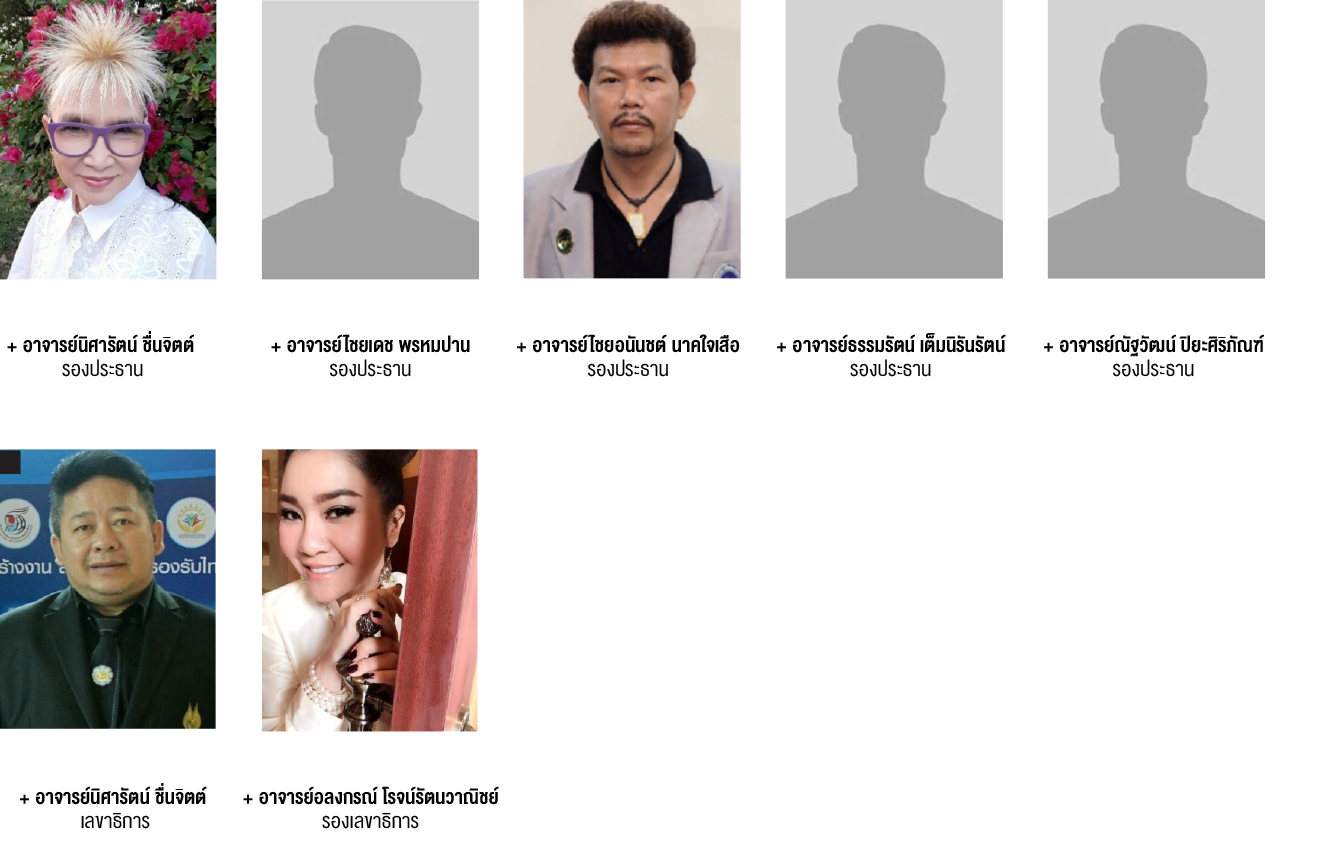 + อาจารย์นิศารัตน์ ชื่นจิตต์
รองประธาน
+ อาจารย์ไชยเดช พรหมปาน
รองประธาน
+ อาจารย์ไชยอนันชต์ นาคใจเสือ
รองประธาน
+ อาจารย์ธรรมรัตน์ เต็มนิรันรัตน์
รองประธาน
+ อาจารย์ณัฐวัฒน์ ปิยะศิริภัณฑ์
รองประธาน
ร้างงาน
รองรับไท
+ อาจารย์นิศารัตน์ ชื่นจิตต์
เลขาธิการ
+ อาจารย์อลงกรณ์ โรจน์รัตนวาณิชย์
รองเลขาธิการ